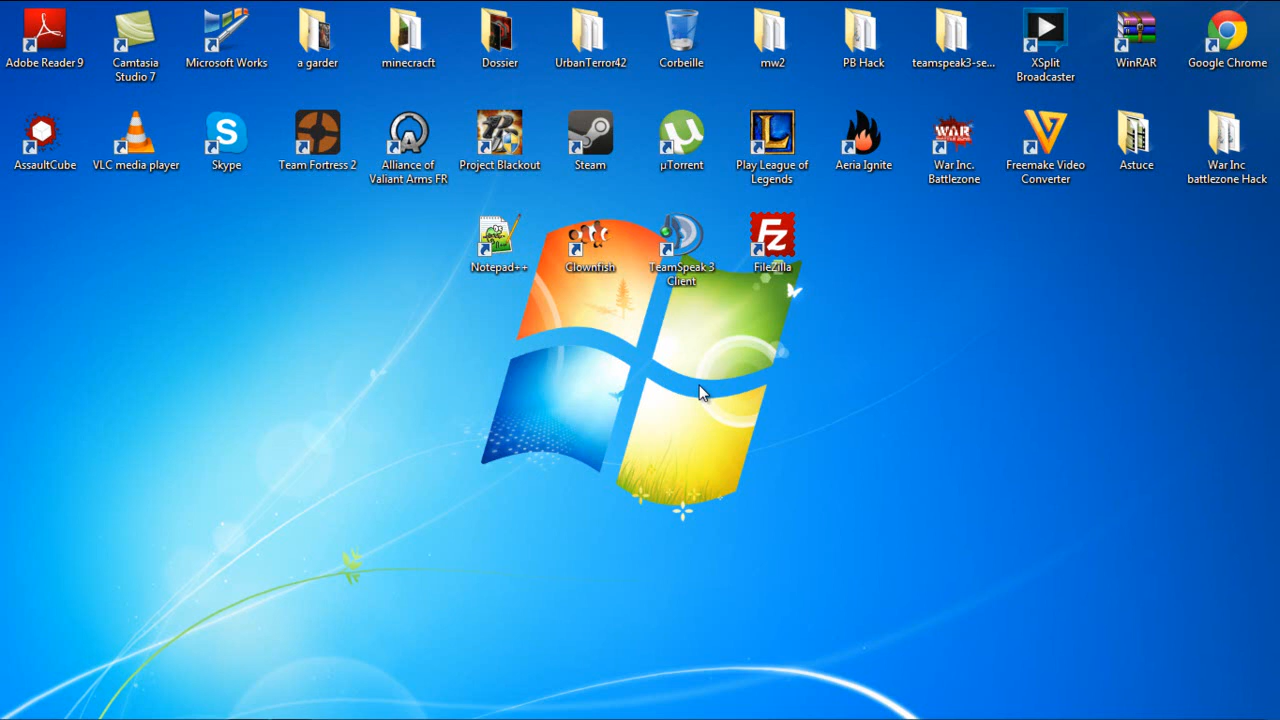 Adobe Reader 9
Camtasia
Studio 7
Microsoft Works
a garder
minecracft
Dossier
UrbanTerror42
Corbeille
mw2
PB Hack
teamspeak3-se...
XSplit
Broadcaster
WinRAR
Google Chrome
AssaultCube
VLC media player
Skype
Team Fortress 2
Alliance of
Valiant Arms FR
Project Blackout
Steam
µTorrent
Play League of
Legends
Aeria Ignite
War Inc.
Battlezone
Freemake Video
Converter
Astuce
War Inc
battlezone Hack
Notepad++
Clownfish
TeamSpeak 3
Client
FileZilla